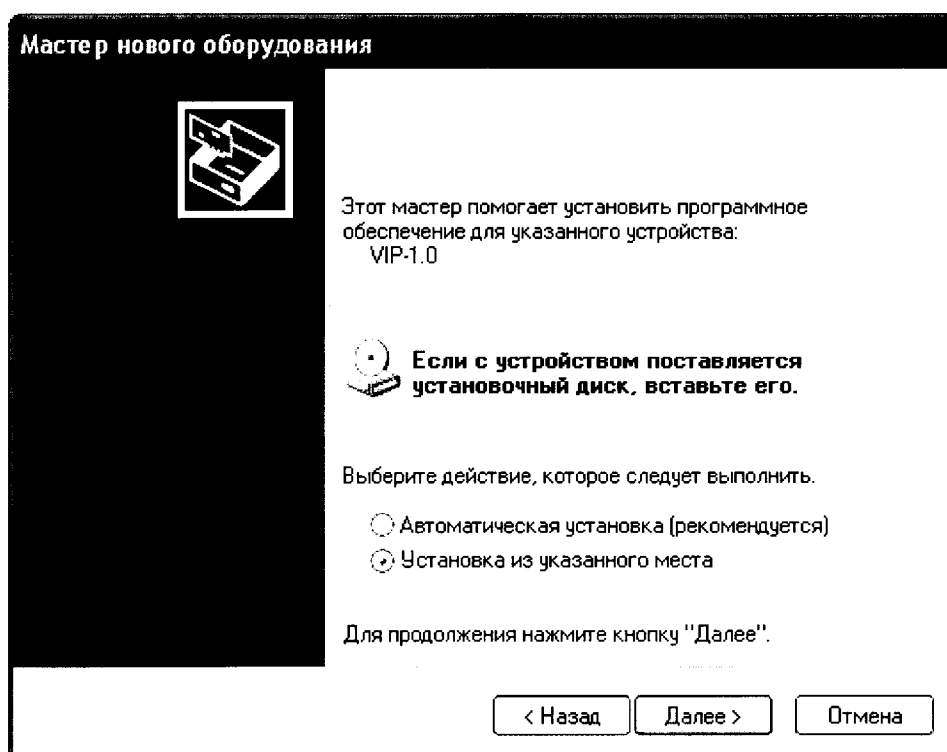 Мастер нового оборудования
Этот мастер помогает установить программное
обеспечение для указанного устройства:
VIP-1.0
Если с устройством поставляется
установочный диск, вставьте его.
Выберите действие, которое следует выполнить.
Автоматическая установка (рекомендуется)
Установка из указанного места
Для продолжения нажмите кнопку "Далее".
< Назад
Далее >
Отмена